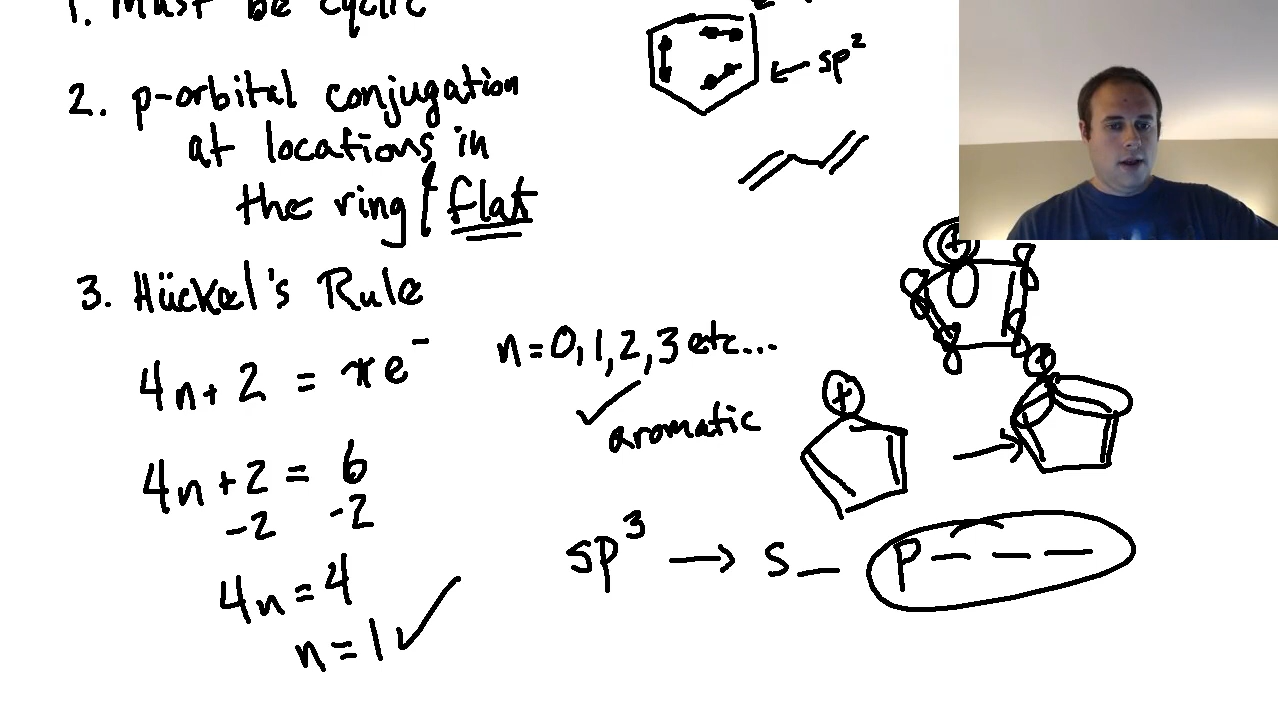 1. Must be cyclic
2. p-orbital conjugation
at locations in
the ring & flat
3. Hückel's Rule
4n+2 = πe⁻
n=0,1,2,3 etc...
✓
aromatic
4n+2 = 6
-2 -2
4n=4
n=1 ✓
sp²
+
+
+
sp³ → s_ p _ _ _